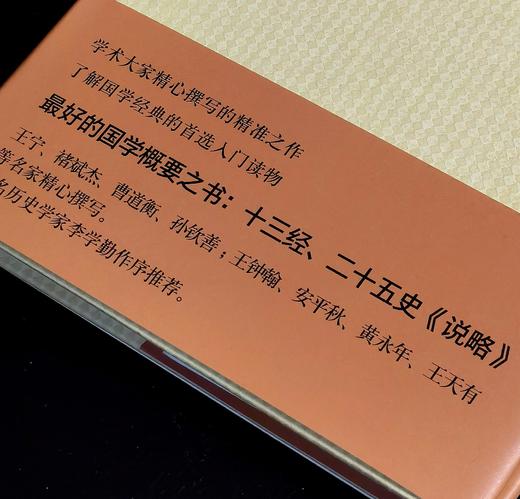 学术大家精心撰写的精准之作
了解国学经典的首选入门读物
最好的国学概要之书：十三经、二十五史《说略》
王宁、褚斌杰、曹道衡、孙钦善；王钟翰、安平秋、黄永年、王天有
等名家精心撰写。
名历史学家李学勤作序推荐。